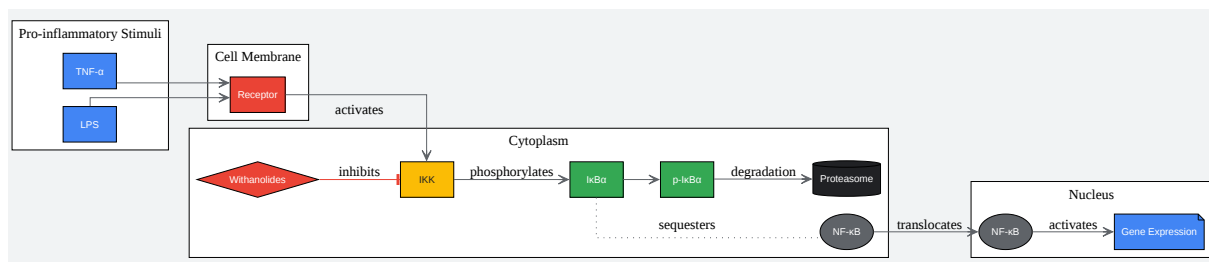 Pro-inflammatory Stimuli
TNF-α
LPS
Cell Membrane
Receptor
activates
Cytoplasm
Withanolides
inhibits
IKK
phosphorylates
IκBα
p-IκBα
degradation
Proteasome
sequesters
NF-κB
translocates
Nucleus
NF-κB
activates
Gene Expression